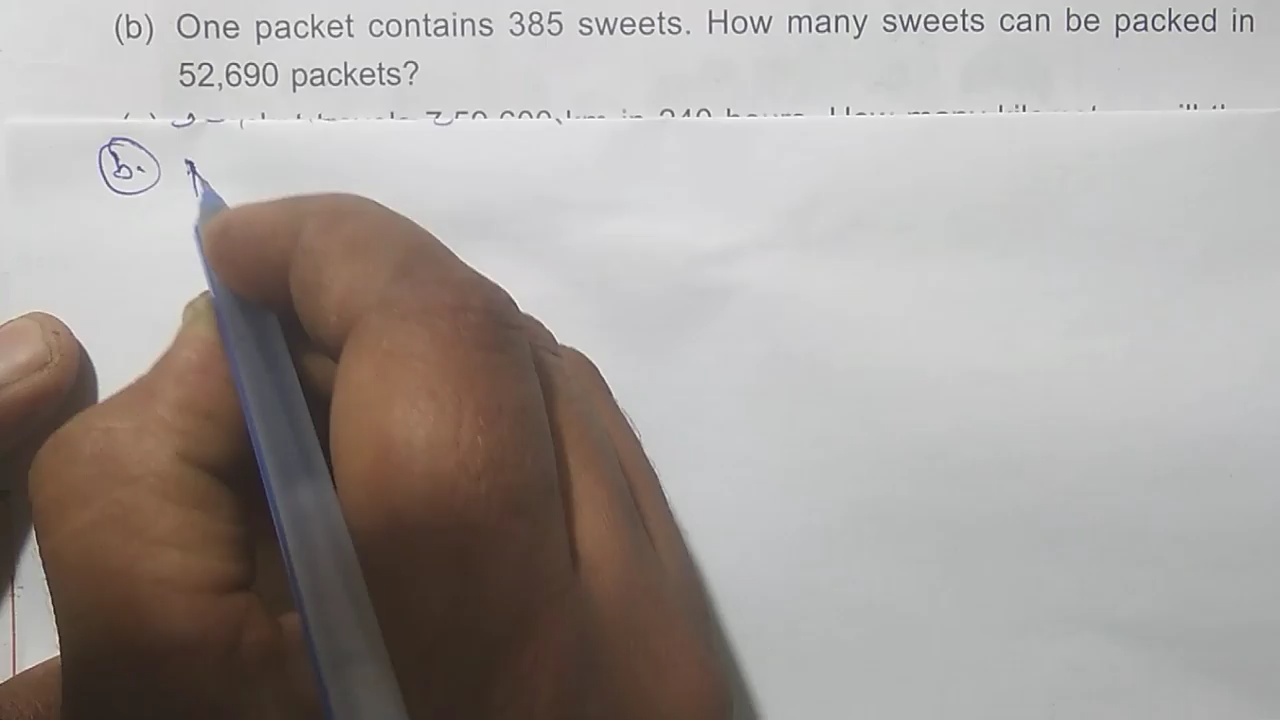 (b) One packet contains 385 sweets. How many sweets can be packed in
52,690 packets?
b.